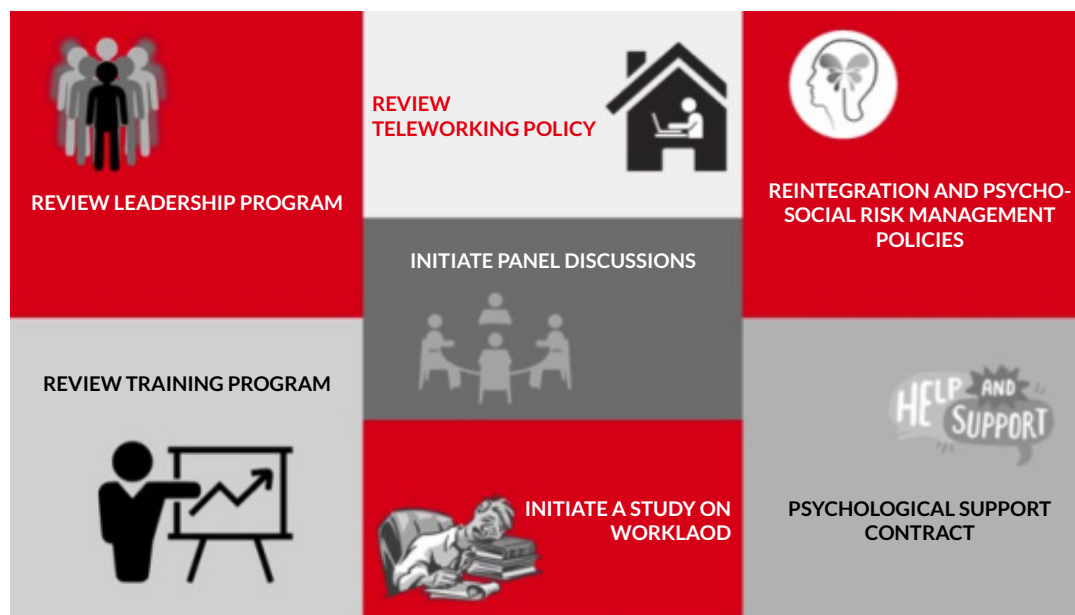 REVIEW LEADERSHIP PROGRAM
REVIEW
TELEWORKING POLICY
REINTEGRATION AND PSYCHO-
SOCIAL RISK MANAGEMENT
POLICIES
INITIATE PANEL DISCUSSIONS
REVIEW TRAINING PROGRAM
INITIATE A STUDY ON
WORKLAOD
HELP AND
SUPPORT
PSYCHOLOGICAL SUPPORT
CONTRACT